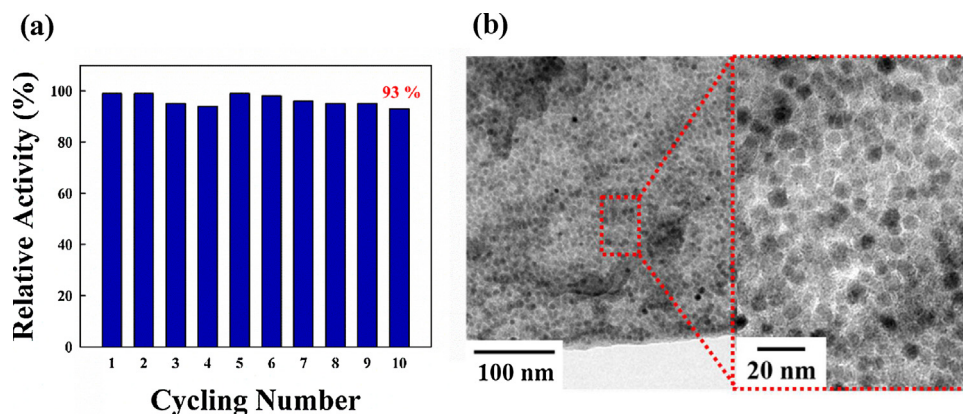 (a)
(b)
Relative Activity (%)
100
80
60
40
20
0
93 %
1 2 3 4 5 6 7 8 9 10
Cycling Number
100 nm
20 nm